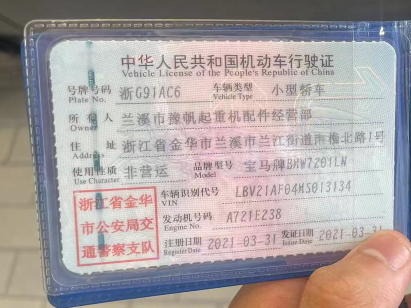 中华人民共和国机动车行驶证
Vehicle License of the People's Republic of China
号牌号码 浙G91AC6 车辆类型 小型轿车
Plate No. Vehicle Type
所有人 兰溪市豫帆起重机配件经营部
Owner
住址 浙江省金华市兰溪市兰江街道西檐北路1号
Address
使用性质 非营运 品牌型号 宝马牌BMW7201LN
Use Character Model
浙江省金华
市公安局交
通警察支队
车辆识别代号 LBV21AF04MS013134
VIN
发动机号码 A721E238
Engine No.
注册日期 2021-03-31 发证日期 2021-03-31
Register Date Issue Date